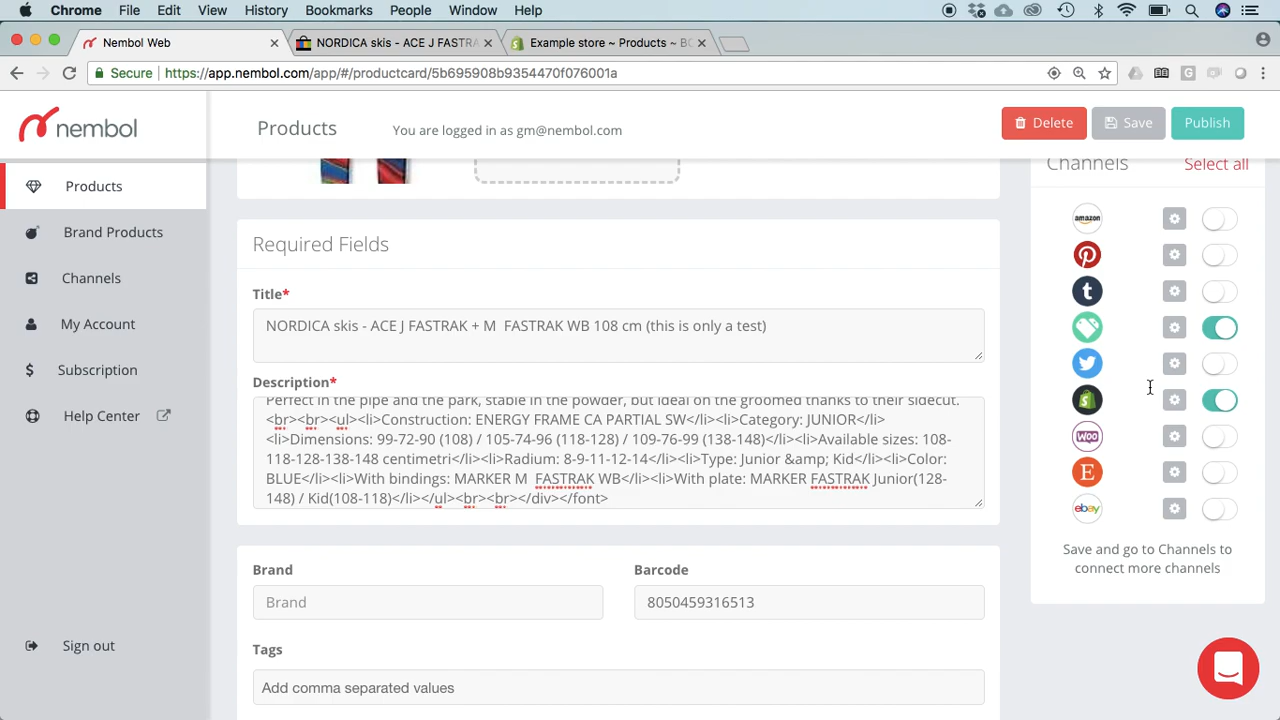 Chrome File Edit View History Bookmarks People Window Help
Nembol Web
NORDICA skis - ACE J FASTRA
Example store ~ Products ~ BC
Secure https://app.nembol.com/app/#/productcard/5b695908b9354470f076001a
nembol
Products
You are logged in as gm@nembol.com
Delete
Save
Publish
Products
Brand Products
Channels
My Account
Subscription
Help Center
Sign out
Required Fields
Title*
NORDICA skis - ACE J FASTRAK + M  FASTRAK WB 108 cm (this is only a test)
Description*
Perfect in the pipe and the park, stable in the powder, but ideal on the groomed thanks to their sidecut.
<br><br><ul><li>Construction: ENERGY FRAME CA PARTIAL SW</li><li>Category: JUNIOR</li>
<li>Dimensions: 99-72-90 (108) / 105-74-96 (118-128) / 109-76-99 (138-148)</li><li>Available sizes: 108-
118-128-138-148 centimetri</li><li>Radium: 8-9-11-12-14</li><li>Type: Junior &amp; Kid</li><li>Color:
BLUE</li><li>With bindings: MARKER M  FASTRAK WB</li><li>With plate: MARKER FASTRAK Junior(128-
148) / Kid(108-118)</li></ul><br><br></div></font>
Brand
Brand
Barcode
8050459316513
Tags
Add comma separated values
Channels
Select all
amazon
t
WOO
E
ebay
Save and go to Channels to
connect more channels